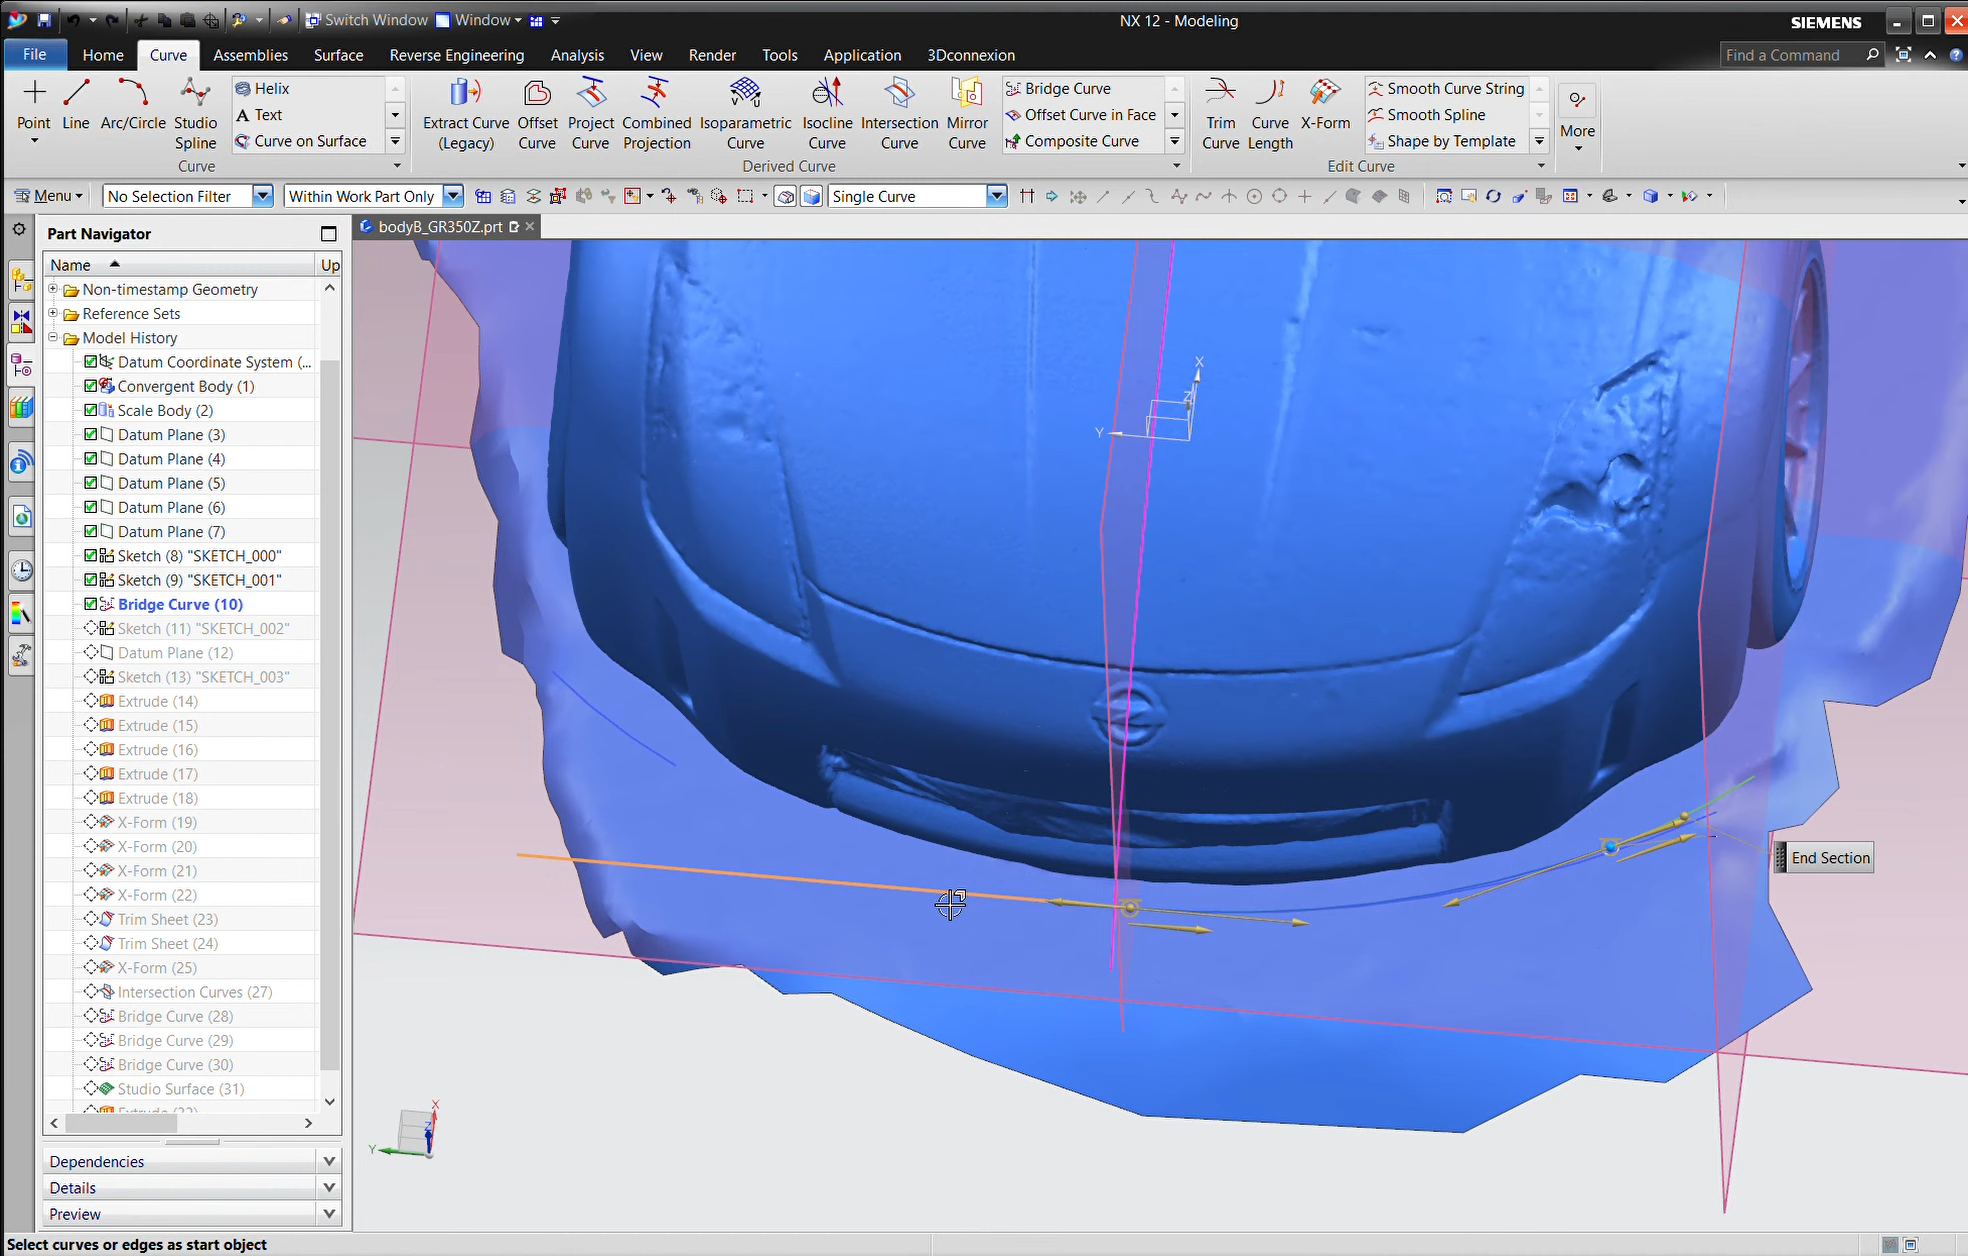 Switch Window
Window
NX 12 - Modeling
SIEMENS
File
Home
Curve
Assemblies
Surface
Reverse Engineering
Analysis
View
Render
Tools
Application
3Dconnexion
Find a Command
Point
Line
Arc/Circle
Studio Spline
Helix
Text
Curve on Surface
Curve
Extract Curve (Legacy)
Offset Curve
Project Curve
Combined Projection
Isoparametric Curve
Isocline Curve
Intersection Curve
Mirror Curve
Bridge Curve
Offset Curve in Face
Composite Curve
Derived Curve
Trim Curve
Curve Length
X-Form
Smooth Curve String
Smooth Spline
Shape by Template
Edit Curve
More
Menu
No Selection Filter
Within Work Part Only
Single Curve
Part Navigator
bodyB_GR350Z.prt
Name
Up
Non-timestamp Geometry
Reference Sets
Model History
Datum Coordinate System (...
Convergent Body (1)
Scale Body (2)
Datum Plane (3)
Datum Plane (4)
Datum Plane (5)
Datum Plane (6)
Datum Plane (7)
Sketch (8) "SKETCH_000"
Sketch (9) "SKETCH_001"
Bridge Curve (10)
Sketch (11) "SKETCH_002"
Datum Plane (12)
Sketch (13) "SKETCH_003"
Extrude (14)
Extrude (15)
Extrude (16)
Extrude (17)
Extrude (18)
X-Form (19)
X-Form (20)
X-Form (21)
X-Form (22)
Trim Sheet (23)
Trim Sheet (24)
X-Form (25)
Intersection Curves (27)
Bridge Curve (28)
Bridge Curve (29)
Bridge Curve (30)
Studio Surface (31)
X
Z
Y
End Section
X
Z
Y
Dependencies
Details
Preview
Select curves or edges as start object